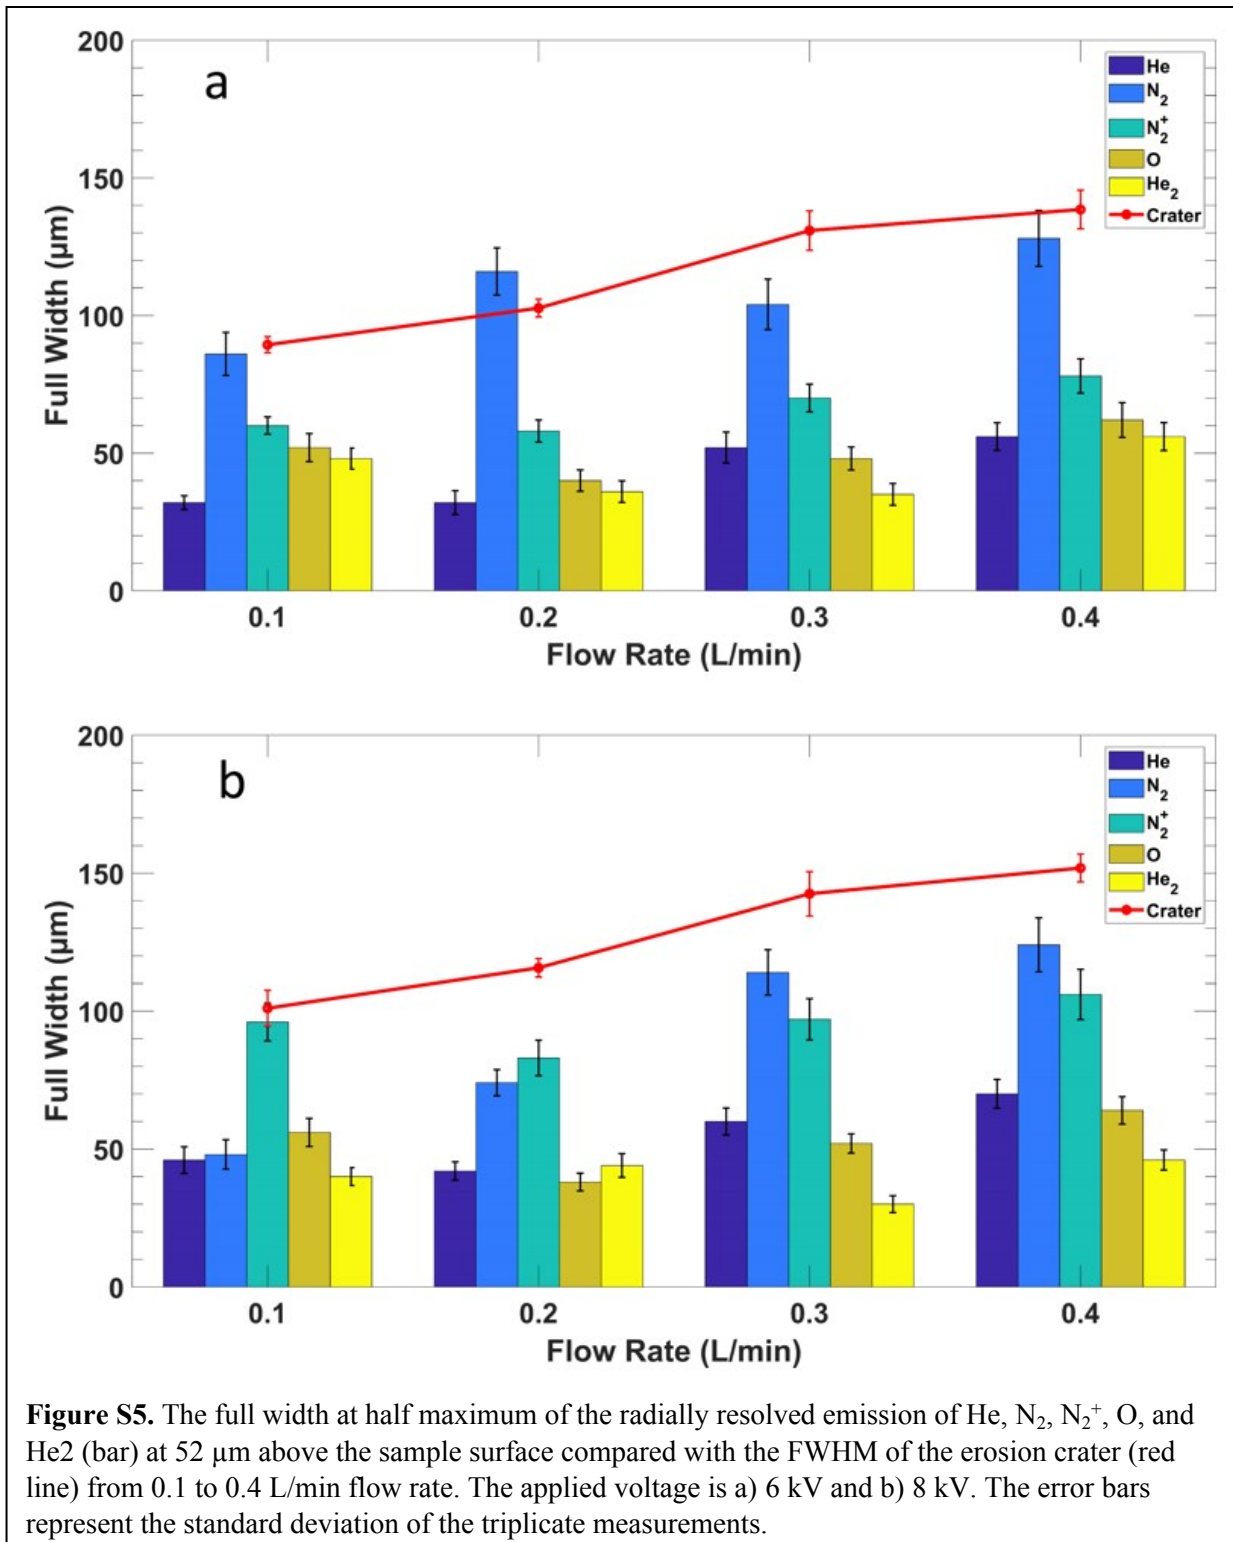 200
150
100
50
0
Full Width (µm)
a
He
N₂
N₂⁺
O
He₂
Crater
0.1 0.2 0.3 0.4
Flow Rate (L/min)
200
150
100
50
0
Full Width (µm)
b
He
N₂
N₂⁺
O
He₂
Crater
0.1 0.2 0.3 0.4
Flow Rate (L/min)
Figure S5. The full width at half maximum of the radially resolved emission of He, N₂, N₂⁺, O, and
He2 (bar) at 52 µm above the sample surface compared with the FWHM of the erosion crater (red
line) from 0.1 to 0.4 L/min flow rate. The applied voltage is a) 6 kV and b) 8 kV. The error bars
represent the standard deviation of the triplicate measurements.